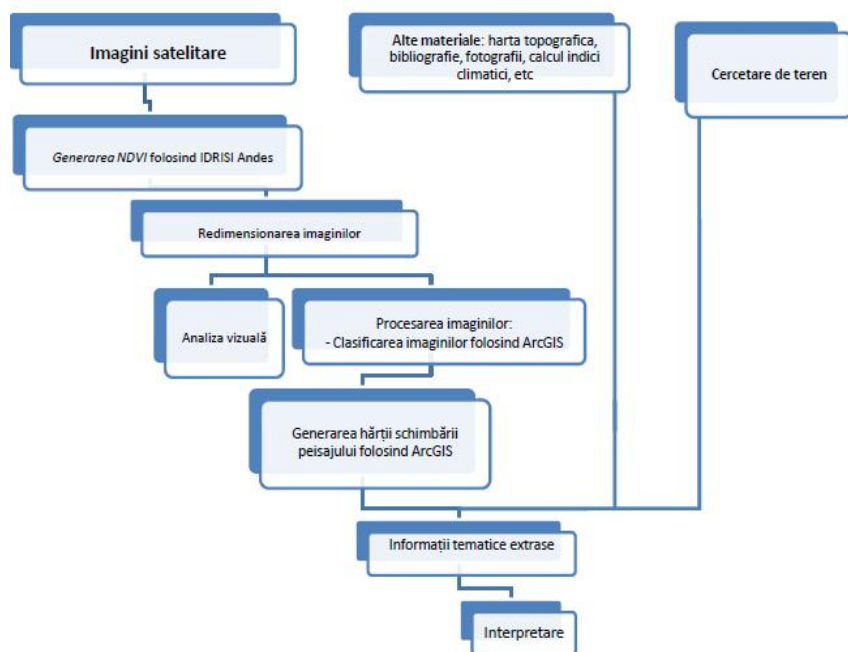 Imagini satelitare
Alte materiale: harta topografica,
bibliografie, fotografii, calcul indici
climatici, etc
Cercetare de teren
Generarea NDVI folosind IDRISI Andes
Redimensionarea imaginilor
Analiza vizuală
Procesarea imaginilor:
- Clasificarea imaginilor folosind ArcGIS
Generarea hărții schimbării
peisajului folosind ArcGIS
Informații tematice extrase
Interpretare